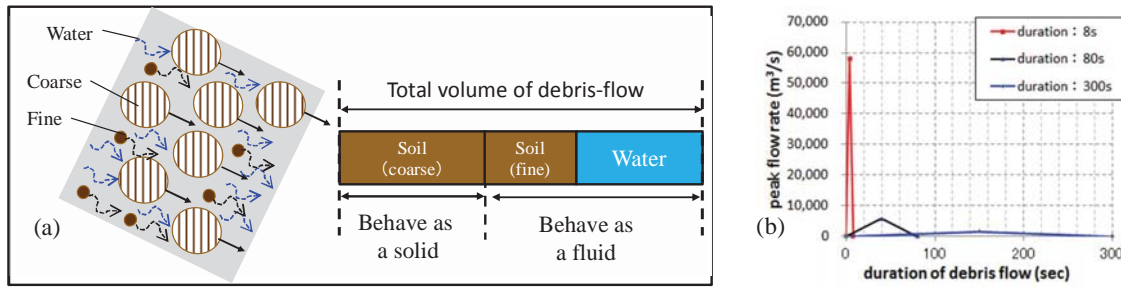 Water
Coarse
Fine
(a)
Total volume of debris-flow
Soil
(coarse)
Soil
(fine)
Water
Behave as
a solid
Behave as
a fluid
70,000
60,000
50,000
40,000
30,000
20,000
10,000
0
peak flow rate (m³/s)
duration：8s
duration：80s
duration：300s
0
100
200
300
duration of debris flow (sec)
(b)